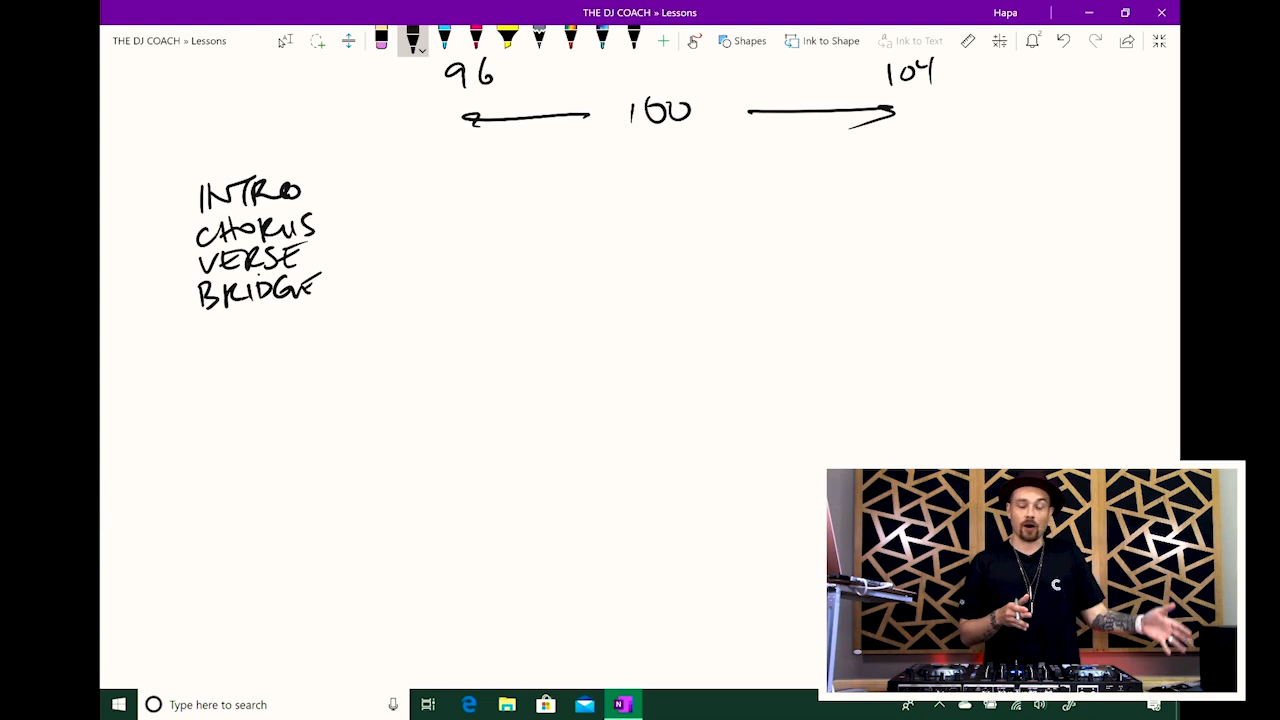 THE DJ COACH » Lessons
Hapa
THE DJ COACH » Lessons
Shapes
Ink to Shape
Ink to Text
96
104
100
INTRO
CHORUS
VERSE
BRIDGE
C
Type here to search